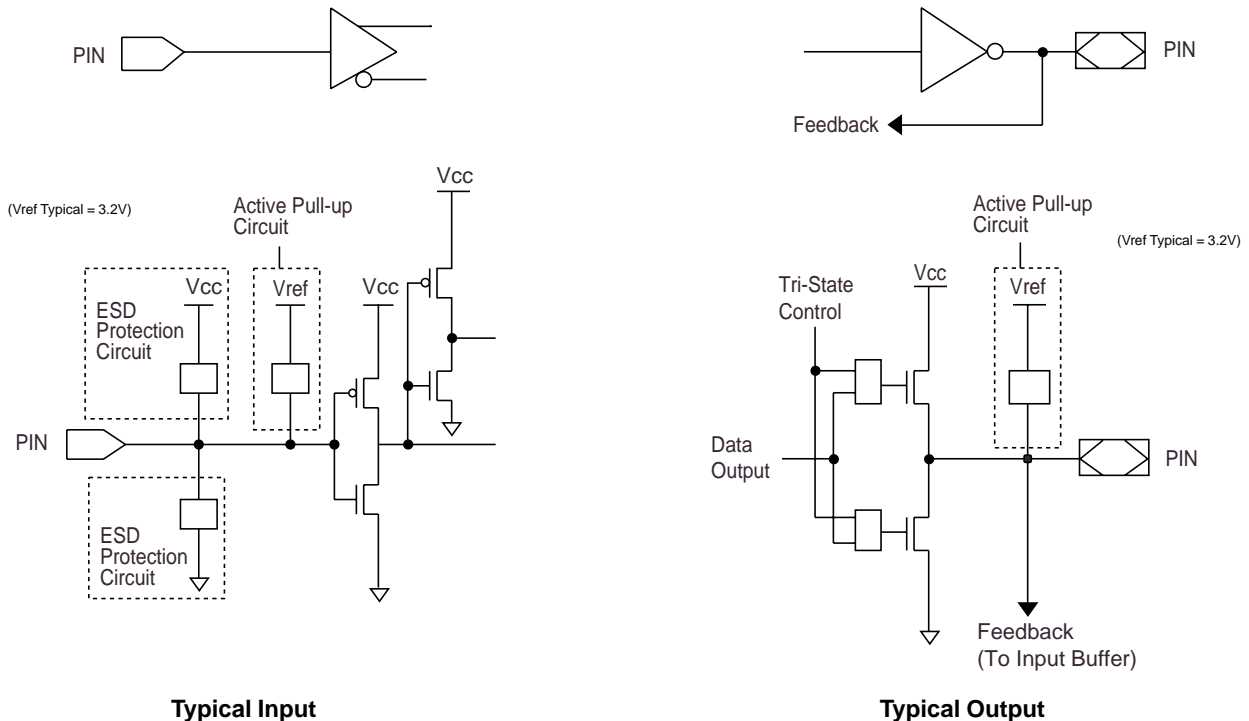 PIN
PIN
Feedback
Vcc
(Vref Typical = 3.2V)
Active Pull-up
Circuit
Active Pull-up
Circuit
(Vref Typical = 3.2V)
ESD
Protection
Circuit
Vcc
Vref
Vcc
Tri-State
Control
Vcc
Vref
PIN
Data
Output
PIN
ESD
Protection
Circuit
Feedback
(To Input Buffer)
Typical Input
Typical Output